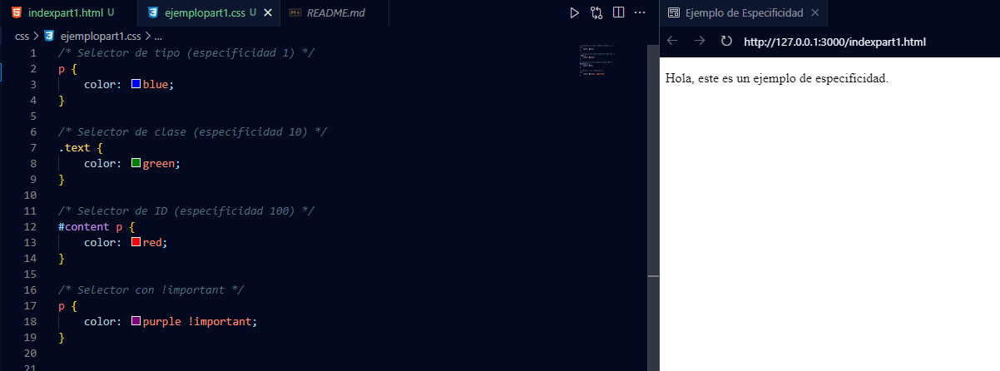 indexpart1.html U
ejemplopart1.css U
README.md
css > ejemplopart1.css > ...
1 /* Selector de tipo (especificidad 1) */
2 p {
3 color: blue;
4 }
5
6 /* Selector de clase (especificidad 10) */
7 .text {
8 color: green;
9 }
10
11 /* Selector de ID (especificidad 100) */
12 #content p {
13 color: red;
14 }
15
16 /* Selector con !important */
17 p {
18 color: purple !important;
19 }
20
21
Ejemplo de Especificidad
http://127.0.0.1:3000/indexpart1.html
Hola, este es un ejemplo de especificidad.